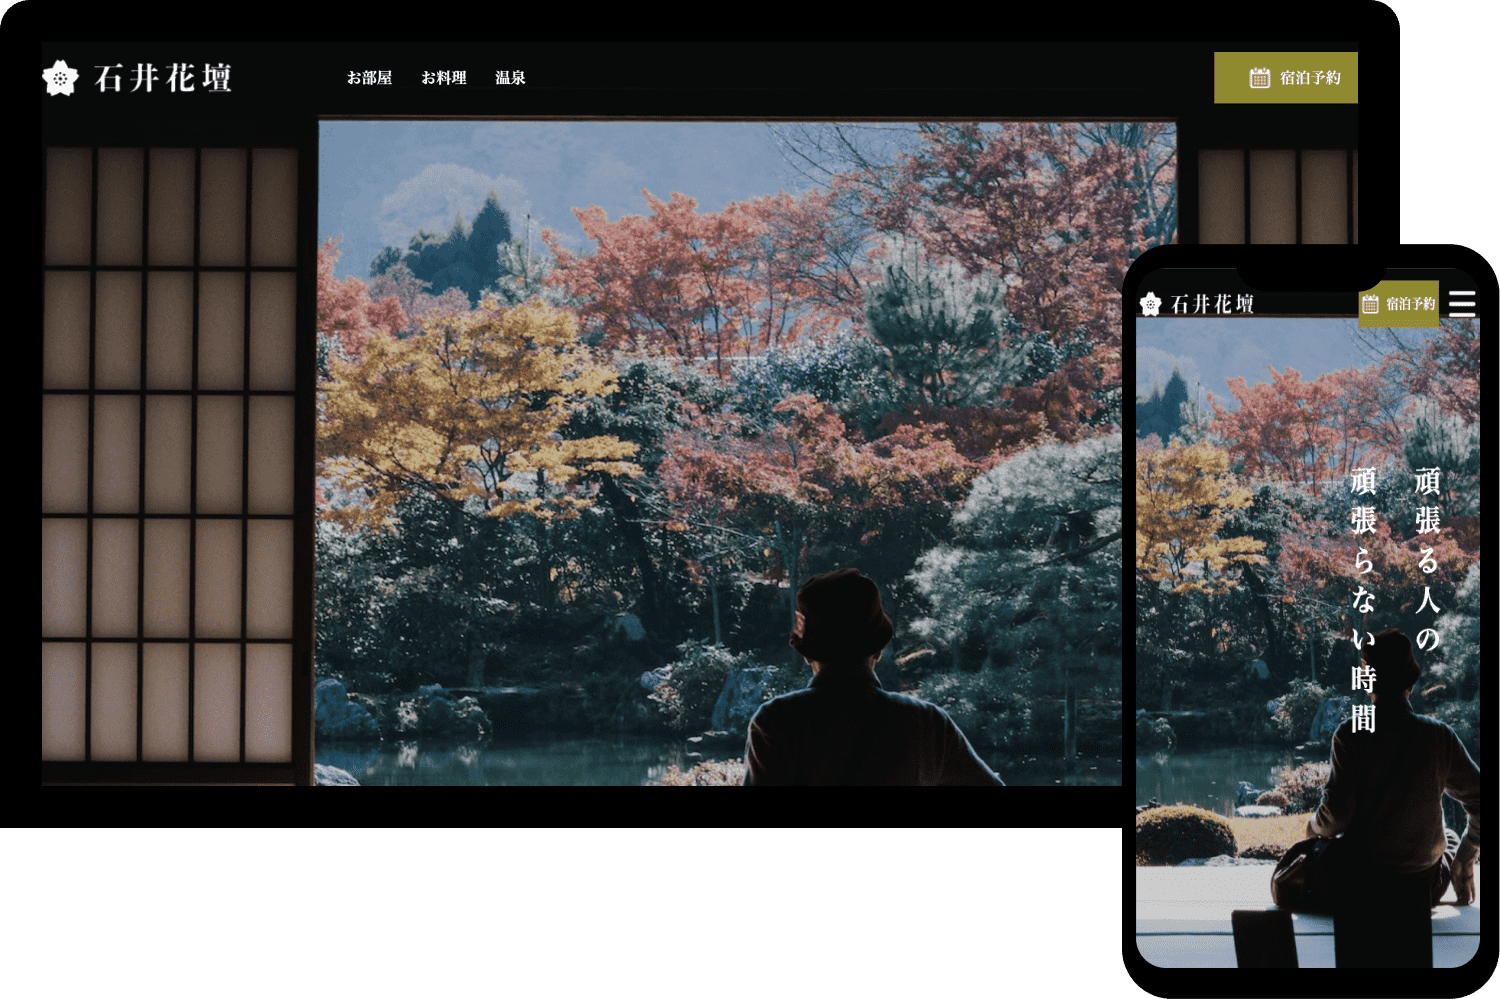 石井花壇
お部屋 お料理 温泉
宿泊予約
石井花壇
宿泊予約
頑張る人の
頑張らない時間